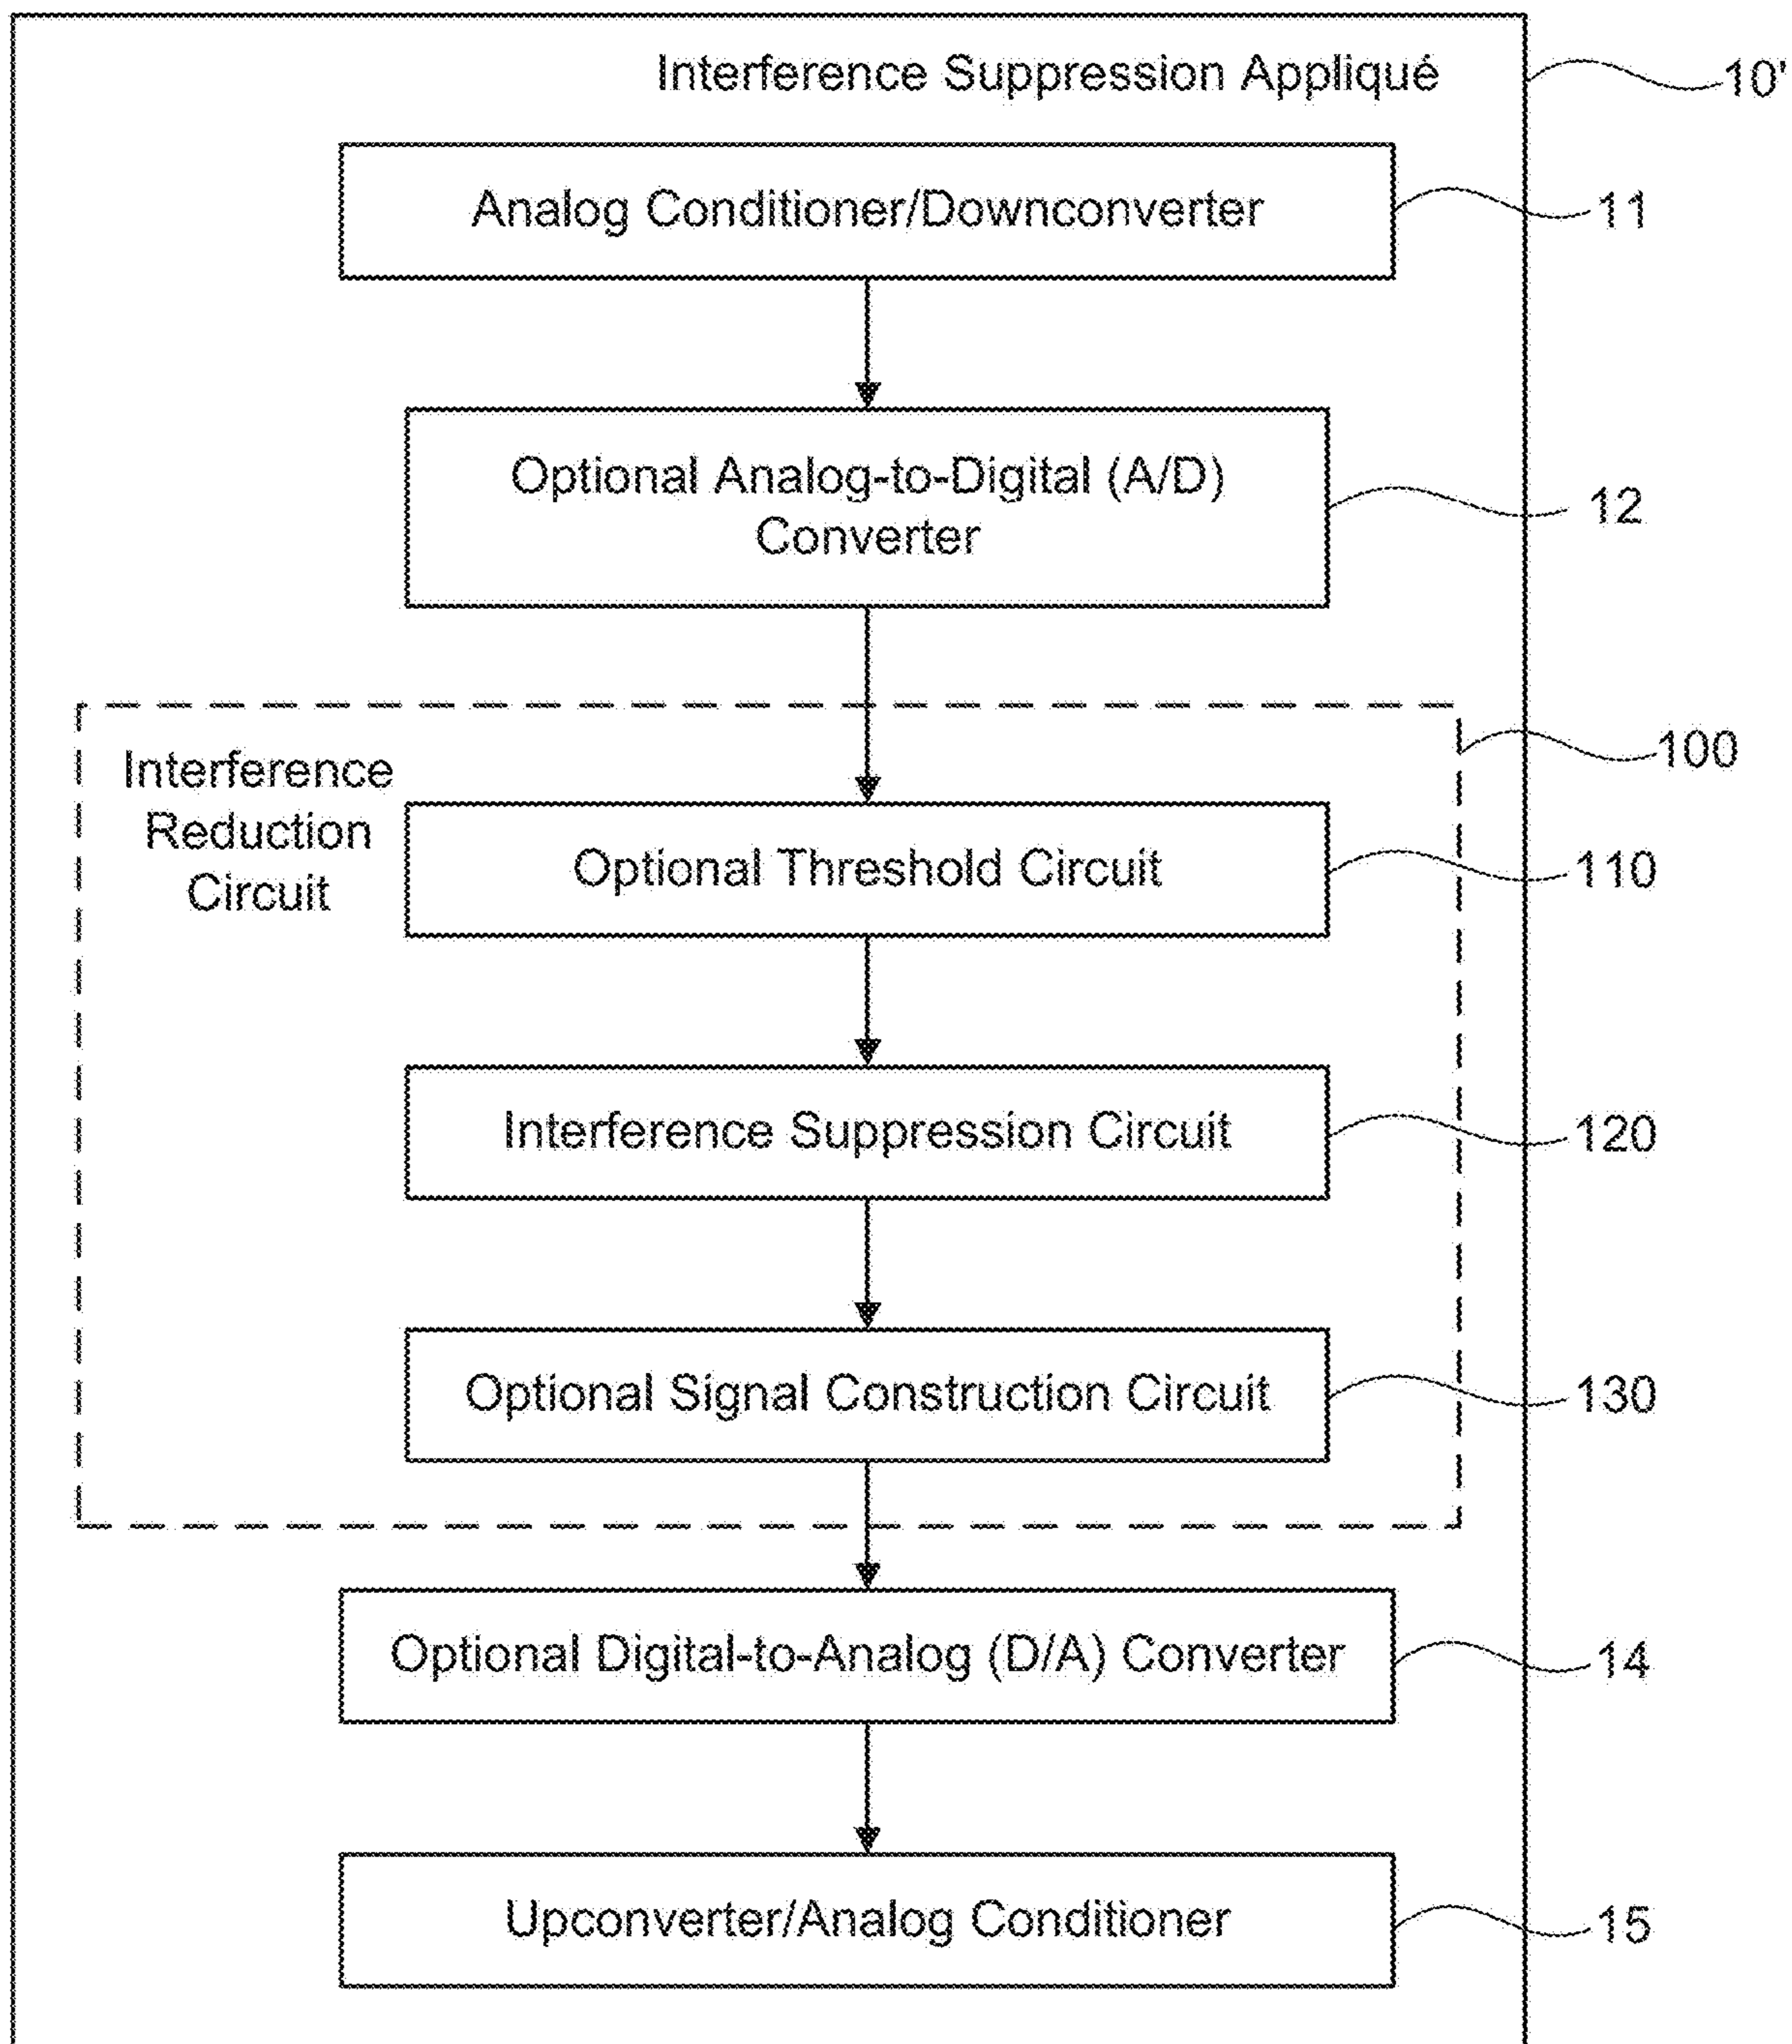 Interference Suppression Appliqué
10'
Analog Conditioner/Downconverter
11
Optional Analog-to-Digital (A/D)
Converter
12
Interference
Reduction
Circuit
100
Optional Threshold Circuit
110
Interference Suppression Circuit
120
Optional Signal Construction Circuit
130
Optional Digital-to-Analog (D/A) Converter
14
Upconverter/Analog Conditioner
15